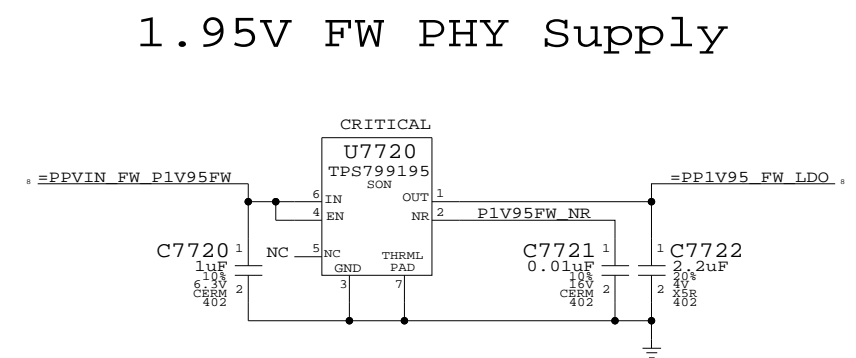 1.95V FW PHY Supply
CRITICAL
U7720
TPS799195
SON
8 =PPVIN_FW_P1V95FW
=PP1V95_FW_LDO 8
6 IN
OUT 1
4 EN
NR 2
P1V95FW_NR
NC 5 NC
THRML
PAD
GND
3
7
C7720 1
1uF
10%
6.3V
CERM
402
2
C7721 1
0.01uF
10%
16V
CERM
402
2
1 C7722
2.2uF
20%
4V
X5R
402
2